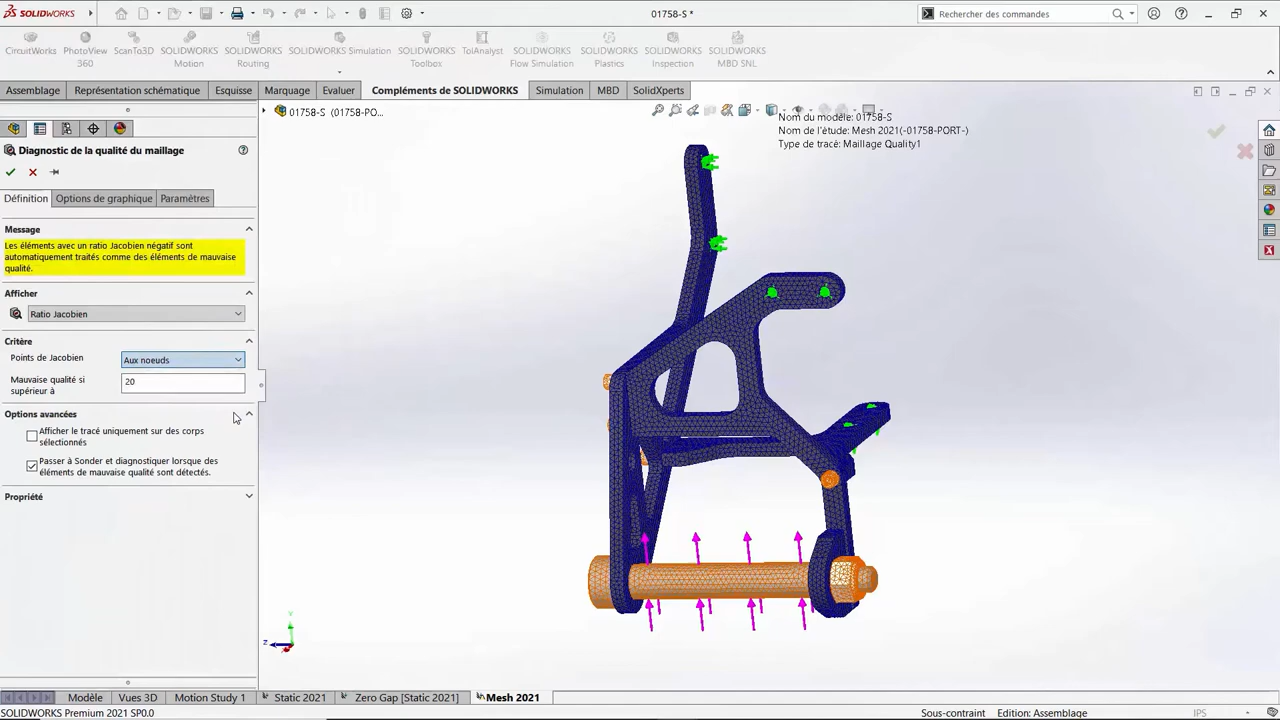 SOLIDWORKS
01758-S *
Rechercher des commandes
CircuitWorks
PhotoView
360
ScanTo3D
SOLIDWORKS
Motion
SOLIDWORKS
Routing
SOLIDWORKS Simulation
SOLIDWORKS
Toolbox
TolAnalyst
SOLIDWORKS
Flow Simulation
SOLIDWORKS
Plastics
SOLIDWORKS
Inspection
SOLIDWORKS
MBD SNL
Assemblage
Représentation schématique
Esquisse
Marquage
Evaluer
Compléments de SOLIDWORKS
Simulation
MBD
SolidXperts
01758-S (01758-PO...
Nom du modèle: 01758-S
Nom de l'étude: Mesh 2021(-01758-PORT-)
Type de tracé: Maillage Quality1
Diagnostic de la qualité du maillage
Définition
Options de graphique
Paramètres
Message
Les éléments avec un ratio Jacobien négatif sont
automatiquement traités comme des éléments de mauvaise
qualité.
Afficher
Ratio Jacobien
Critère
Points de Jacobien
Aux noeuds
Mauvaise qualité si
supérieur à
20
Options avancées
Afficher le tracé uniquement sur des corps
sélectionnés
Passer à Sonder et diagnostiquer lorsque des
éléments de mauvaise qualité sont détectés.
Propriété
Y
Z
Modèle
Vues 3D
Motion Study 1
Static 2021
Zero Gap [Static 2021]
Mesh 2021
SOLIDWORKS Premium 2021 SP0.0
Sous-contraint
Edition: Assemblage
IPS